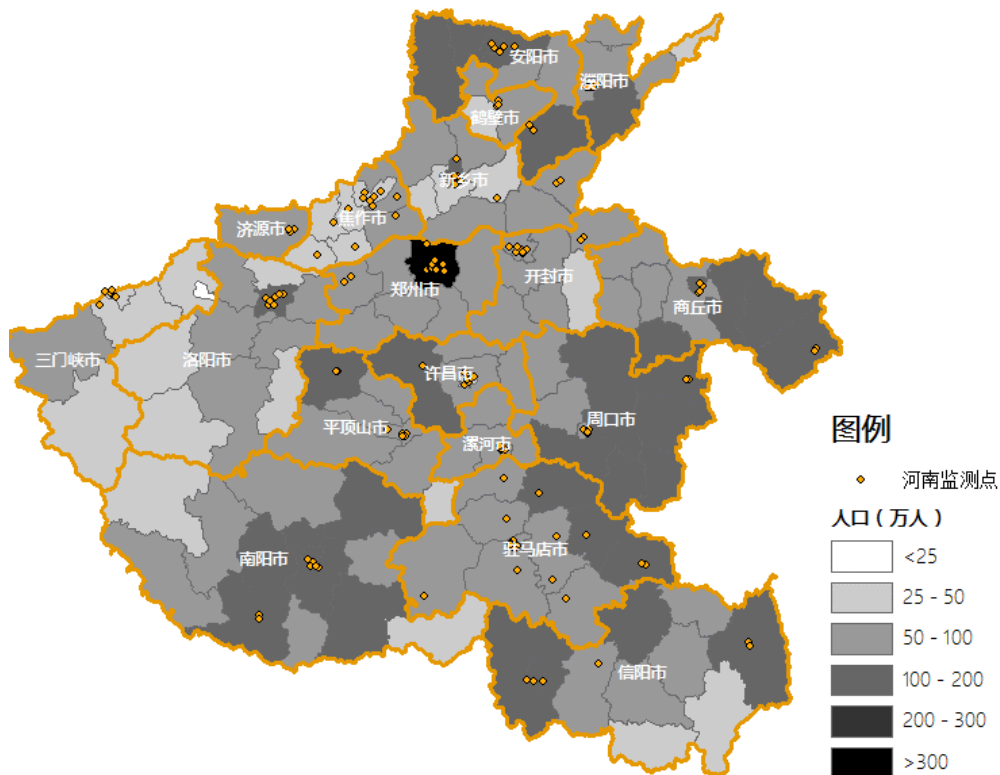 安阳市
濮阳市
鹤壁市
新乡市
焦作市
济源市
郑州市
开封市
商丘市
三门峡市
洛阳市
许昌市
平顶山市
漯河市
周口市
南阳市
驻马店市
信阳市
图例
河南监测点
人口（万人）
<25
25 - 50
50 - 100
100 - 200
200 - 300
>300